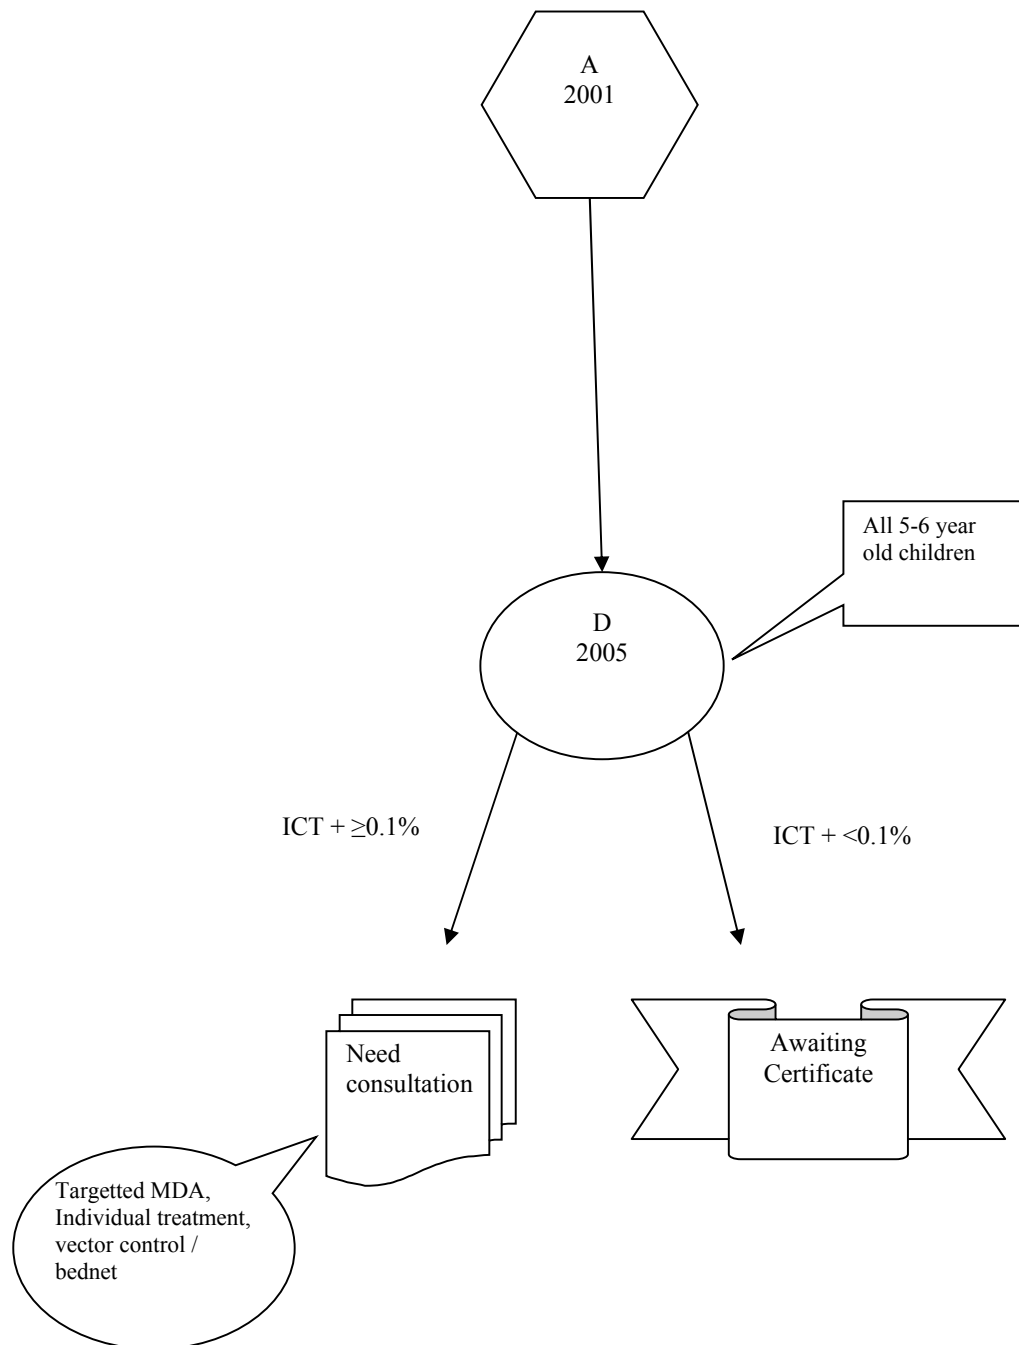 A
2001
All 5-6 year
old children
D
2005
ICT + ≥0.1%
ICT + <0.1%
Need
consultation
Awaiting
Certificate
Targetted MDA,
Individual treatment,
vector control /
bednet